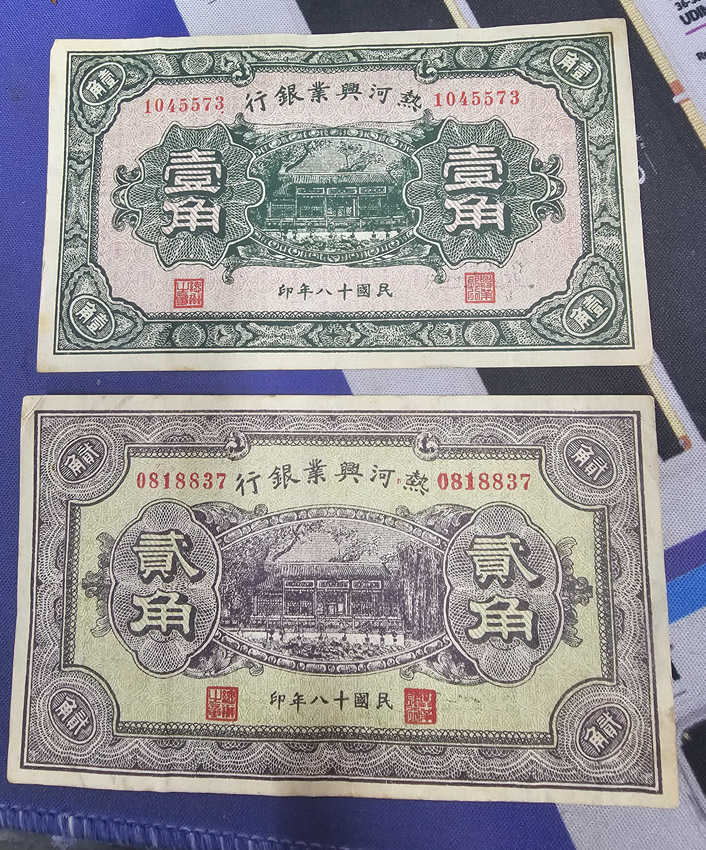 壹角 壹角
1045573 熱河興業銀行 1045573
壹角 壹角
民國十八年印
壹角 壹角
貳角 貳角
0818837 熱河興業銀行 0818837
貳角 貳角
民國十八年印
貳角 貳角